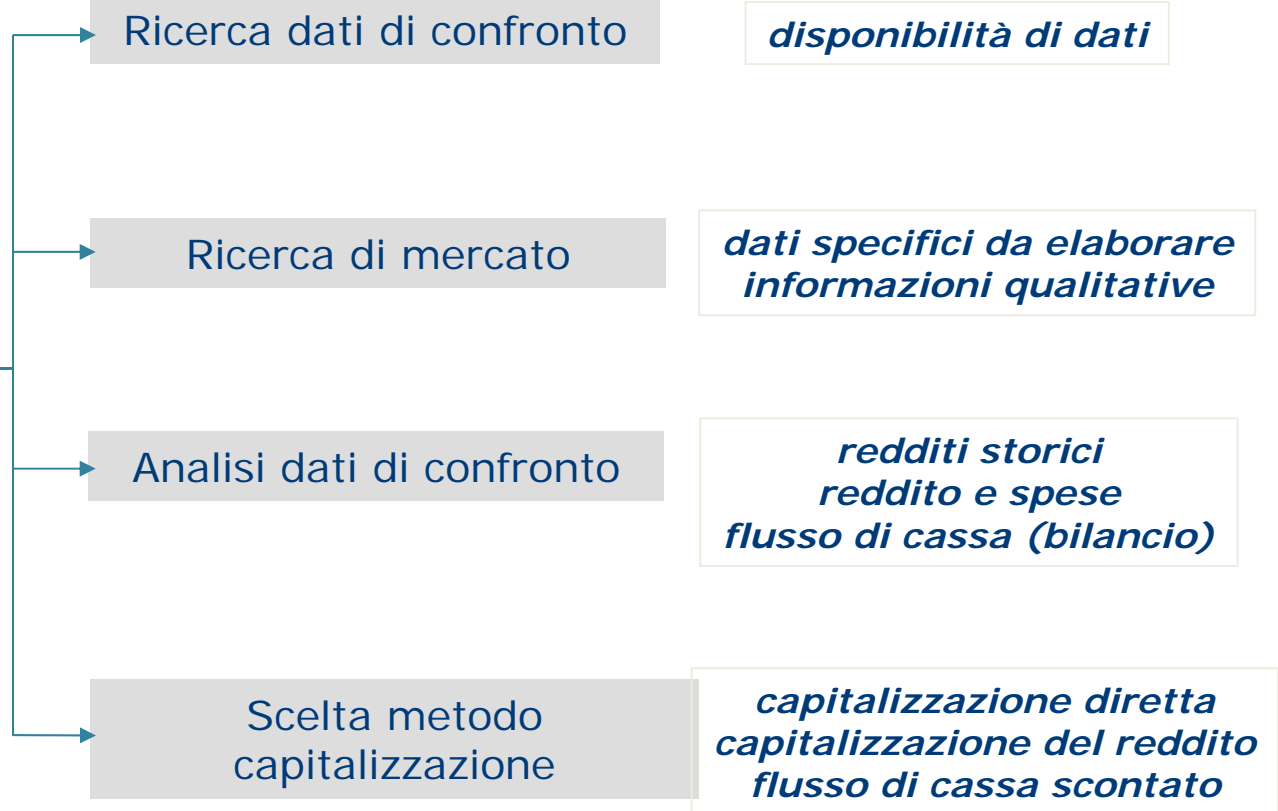 Ricerca dati di confronto
disponibilità di dati
Ricerca di mercato
dati specifici da elaborare
informazioni qualitative
Analisi dati di confronto
redditi storici
reddito e spese
flusso di cassa (bilancio)
Scelta metodo
capitalizzazione
capitalizzazione diretta
capitalizzazione del reddito
flusso di cassa scontato